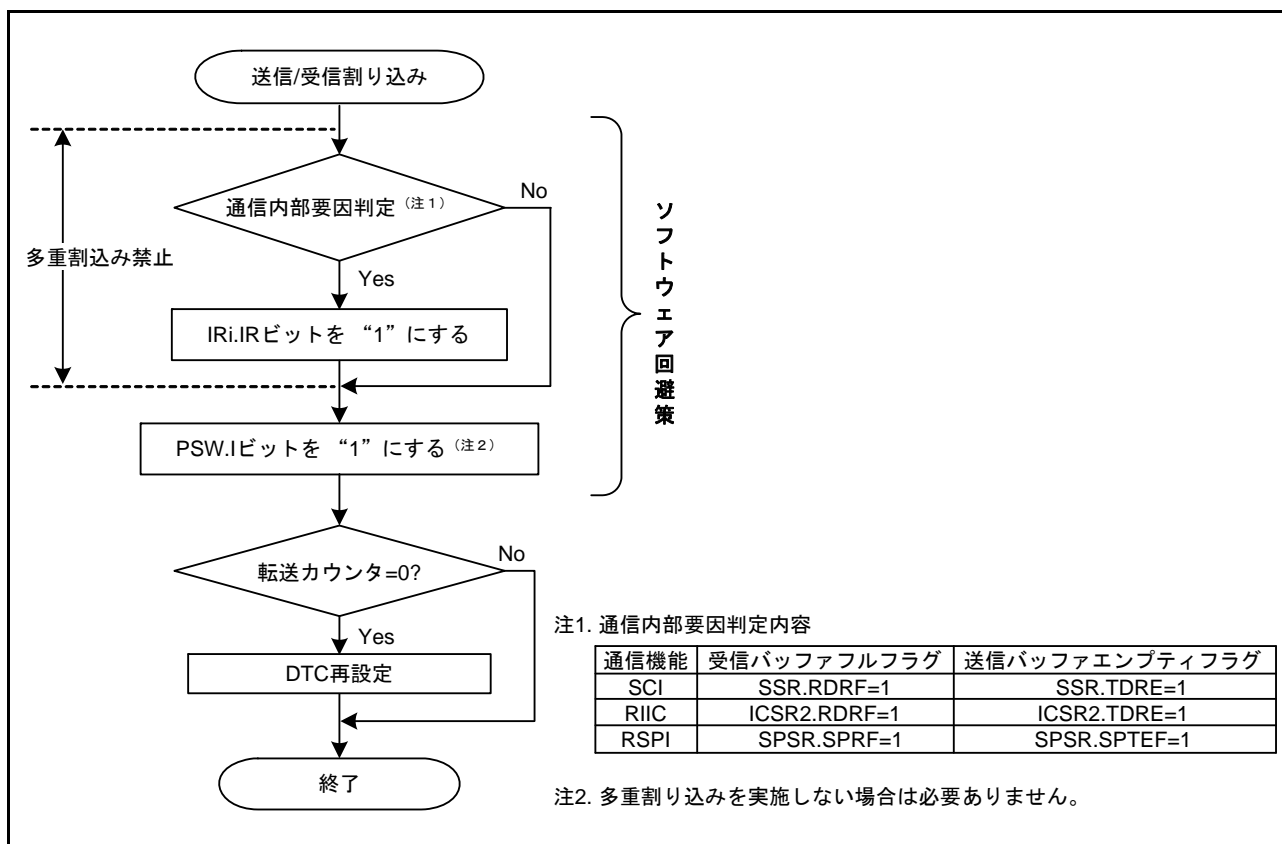 送信/受信割り込み
通信内部要因判定（注1）
No
多重割込み禁止
Yes
IRi.IRビットを “1” にする
PSW.Iビットを “1” にする（注2）
ソフトウェア回避策
転送カウンタ=0?
No
Yes
DTC再設定
終了
注1. 通信内部要因判定内容
通信機能 受信バッファフルフラグ 送信バッファエンプティフラグ
SCI SSR.RDRF=1 SSR.TDRE=1
RIIC ICSR2.RDRF=1 ICSR2.TDRE=1
RSPI SPSR.SPRF=1 SPSR.SPTEF=1
注2. 多重割り込みを実施しない場合は必要ありません。